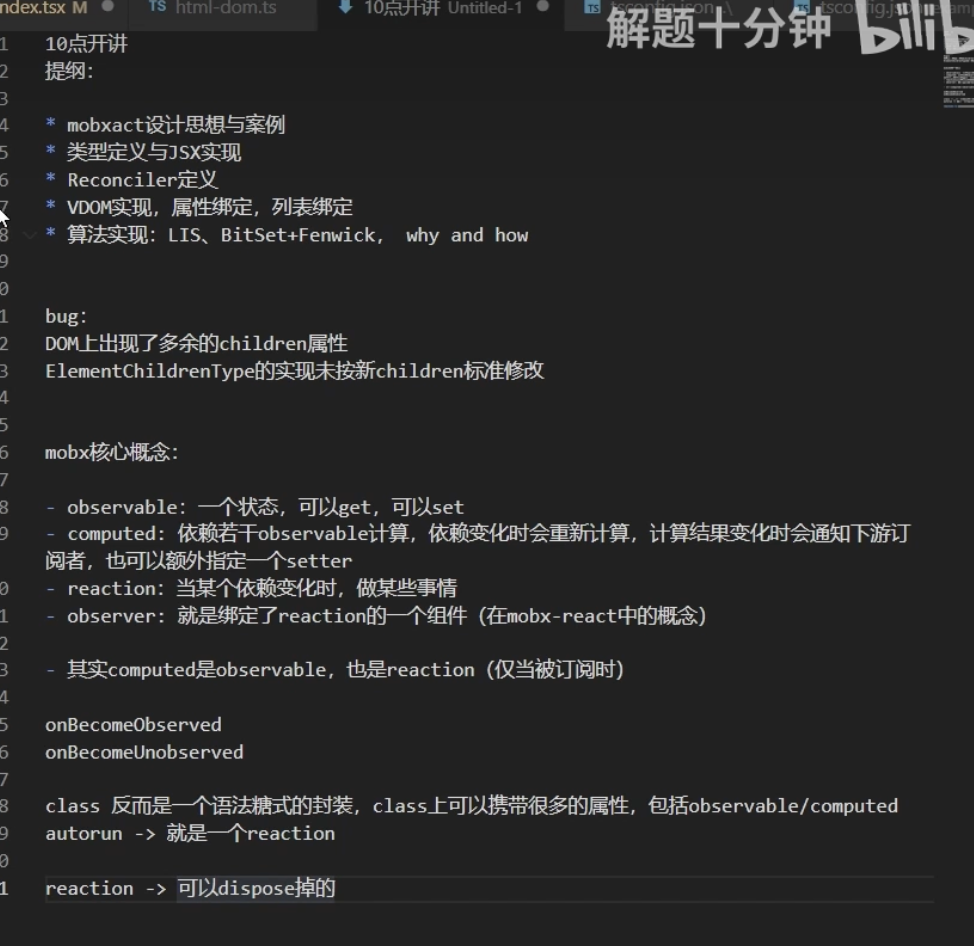 index.tsx M
TS html-dom.ts
10点开讲 Untitled-1
TS tsconfig.json .\
解题十分钟
1 10点开讲
2 提纲:
3
4 * mobxact设计思想与案例
5 * 类型定义与JSX实现
6 * Reconciler定义
7 * VDOM实现，属性绑定，列表绑定
8 * 算法实现: LIS、BitSet+Fenwick， why and how
9
0
1 bug:
2 DOM上出现了多余的children属性
3 ElementChildrenType的实现未按新children标准修改
4
5
6 mobx核心概念:
7
8 - observable: 一个状态，可以get，可以set
9 - computed: 依赖若干observable计算，依赖变化时会重新计算，计算结果变化时会通知下游订
阅者，也可以额外指定一个setter
0 - reaction: 当某个依赖变化时，做某些事情
1 - observer: 就是绑定了reaction的一个组件（在mobx-react中的概念）
2
3 - 其实computed是observable，也是reaction（仅当被订阅时）
4
5 onBecomeObserved
6 onBecomeUnobserved
7
8 class 反而是一个语法糖式的封装，class上可以携带很多的属性，包括observable/computed
9 autorun -> 就是一个reaction
0
1 reaction -> 可以dispose掉的